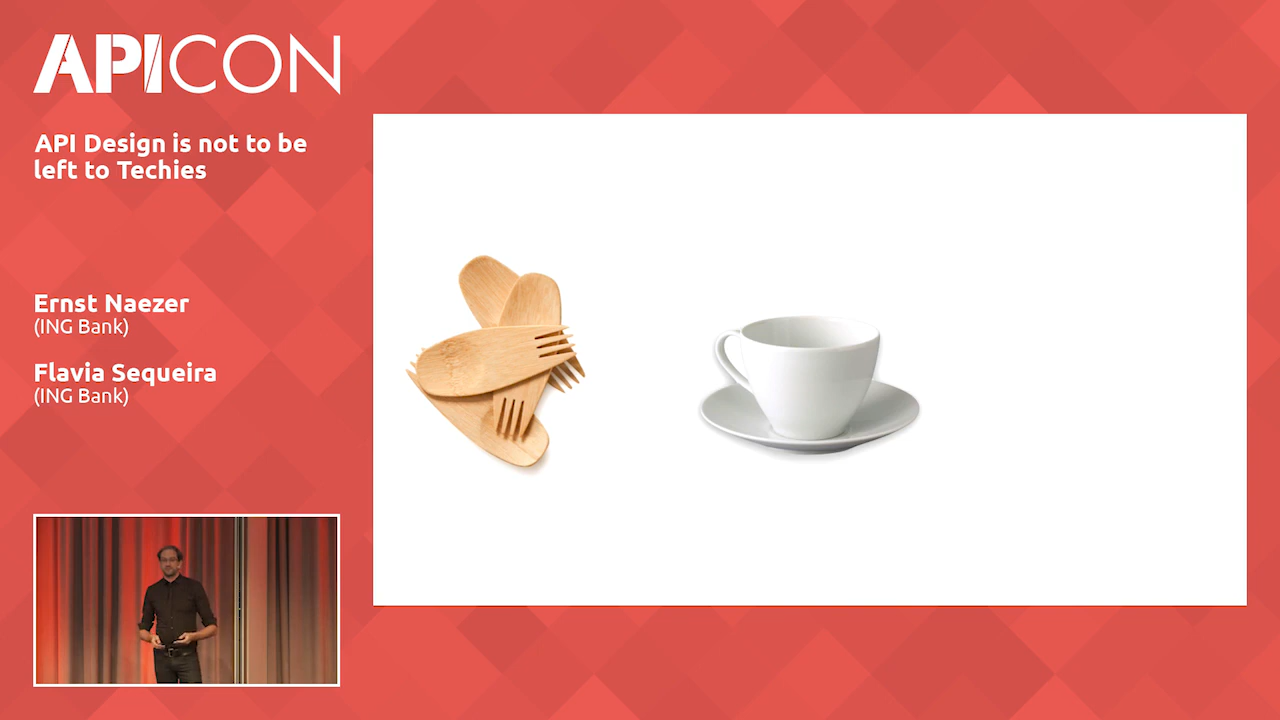 APICON
API Design is not to be
left to Techies
Ernst Naezer
(ING Bank)
Flavia Sequeira
(ING Bank)